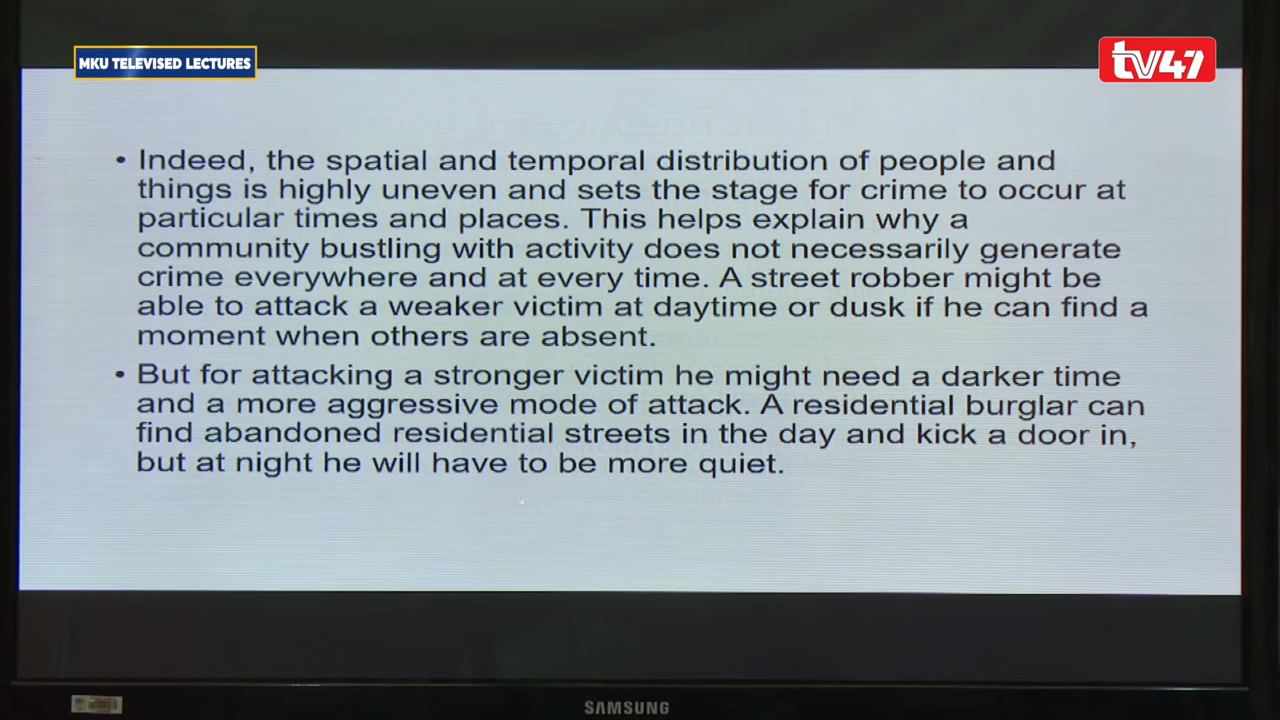 MKU TELEVISED LECTURES
tv47
• Indeed, the spatial and temporal distribution of people and
things is highly uneven and sets the stage for crime to occur at
particular times and places. This helps explain why a
community bustling with activity does not necessarily generate
crime everywhere and at every time. A street robber might be
able to attack a weaker victim at daytime or dusk if he can find a
moment when others are absent.
• But for attacking a stronger victim he might need a darker time
and a more aggressive mode of attack. A residential burglar can
find abandoned residential streets in the day and kick a door in,
but at night he will have to be more quiet.
SAMSUNG